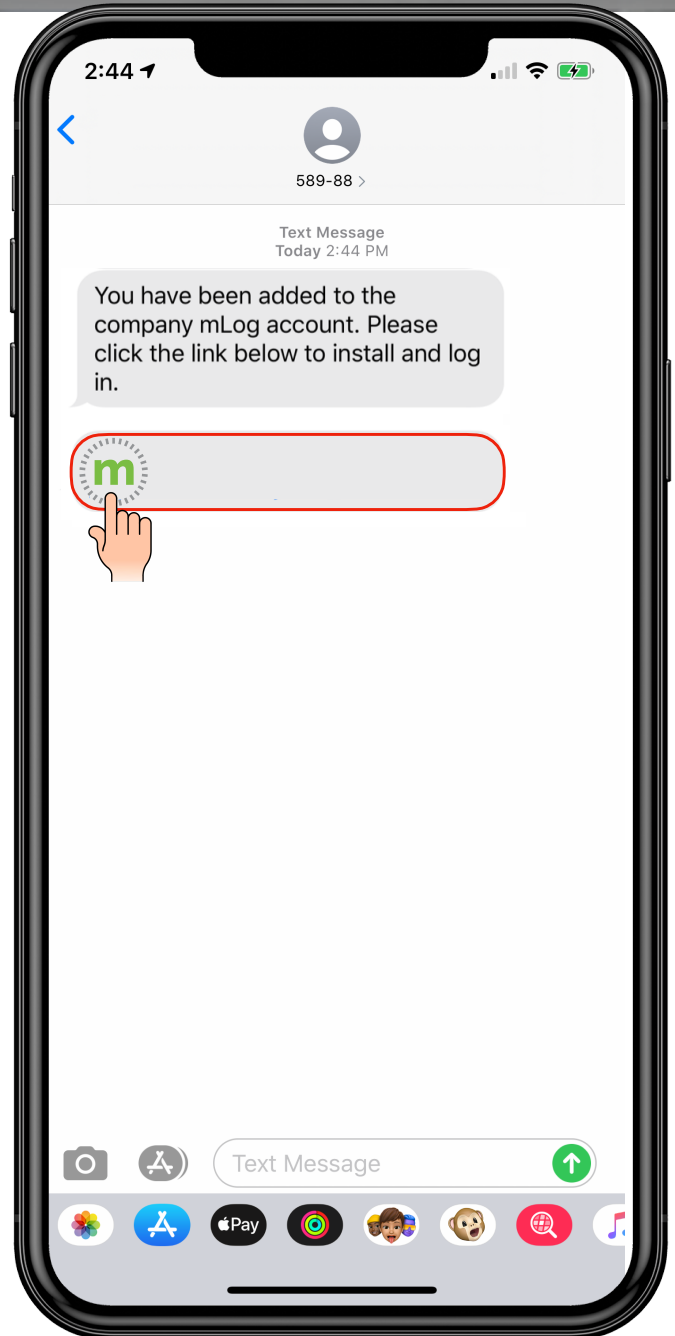 2:44
589-88 >
Text Message
Today 2:44 PM
You have been added to the
company mLog account. Please
click the link below to install and log
in.
m
Text Message
Pay